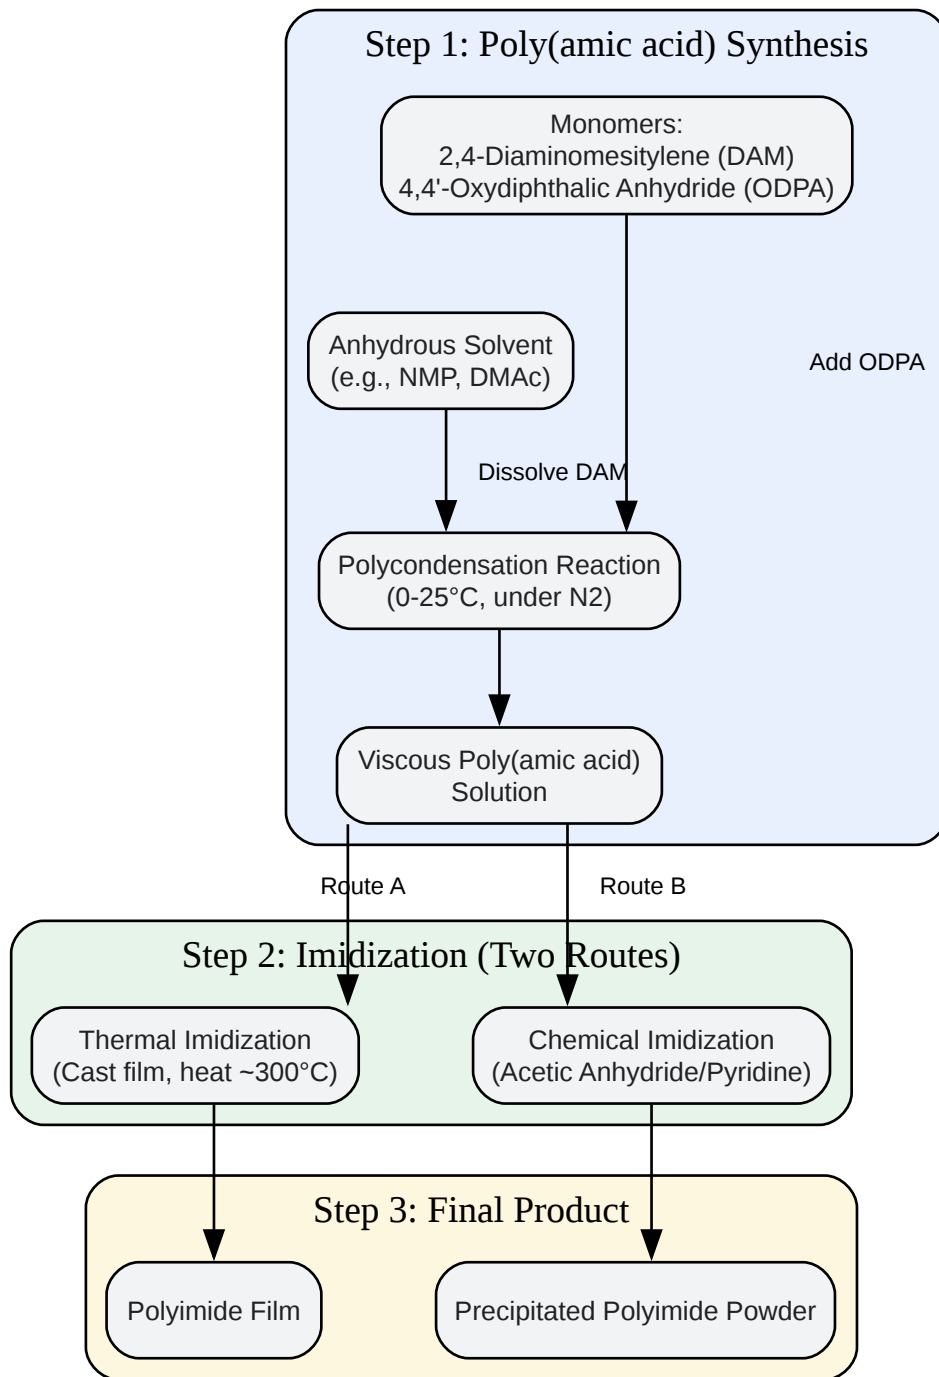 Step 1: Poly(amic acid) Synthesis
Monomers:
2,4-Diaminomesitylene (DAM)
4,4'-Oxydiphthalic Anhydride (ODPA)
Anhydrous Solvent
(e.g., NMP, DMAc)
Add ODPA
Dissolve DAM
Polycondensation Reaction
(0-25°C, under N2)
Viscous Poly(amic acid)
Solution
Route A
Route B
Step 2: Imidization (Two Routes)
Thermal Imidization
(Cast film, heat ~300°C)
Chemical Imidization
(Acetic Anhydride/Pyridine)
Step 3: Final Product
Polyimide Film
Precipitated Polyimide Powder